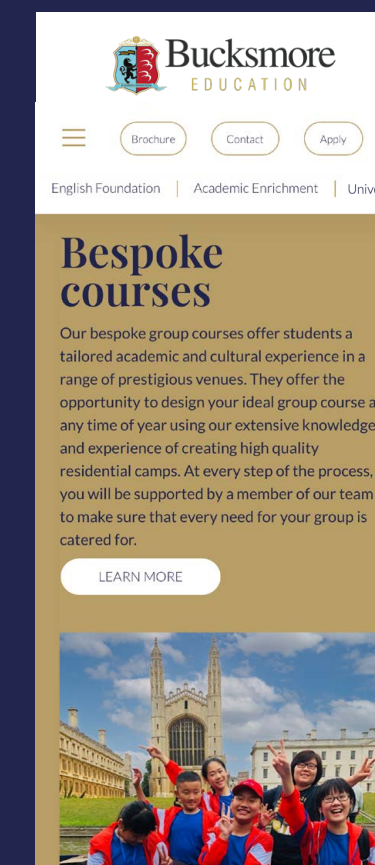 Bucksmore
EDUCATION
Brochure
Contact
Apply
English Foundation
Academic Enrichment
Bespoke
courses
Our bespoke group courses offer students a
tailored academic and cultural experience in a
range of prestigious venues. They offer the
opportunity to design your ideal group course
any time of year using our extensive knowledge
and experience of creating high quality
residential camps. At every step of the process,
you will be supported by a member of our team
to make sure that every need for your group is
catered for.
LEARN MORE